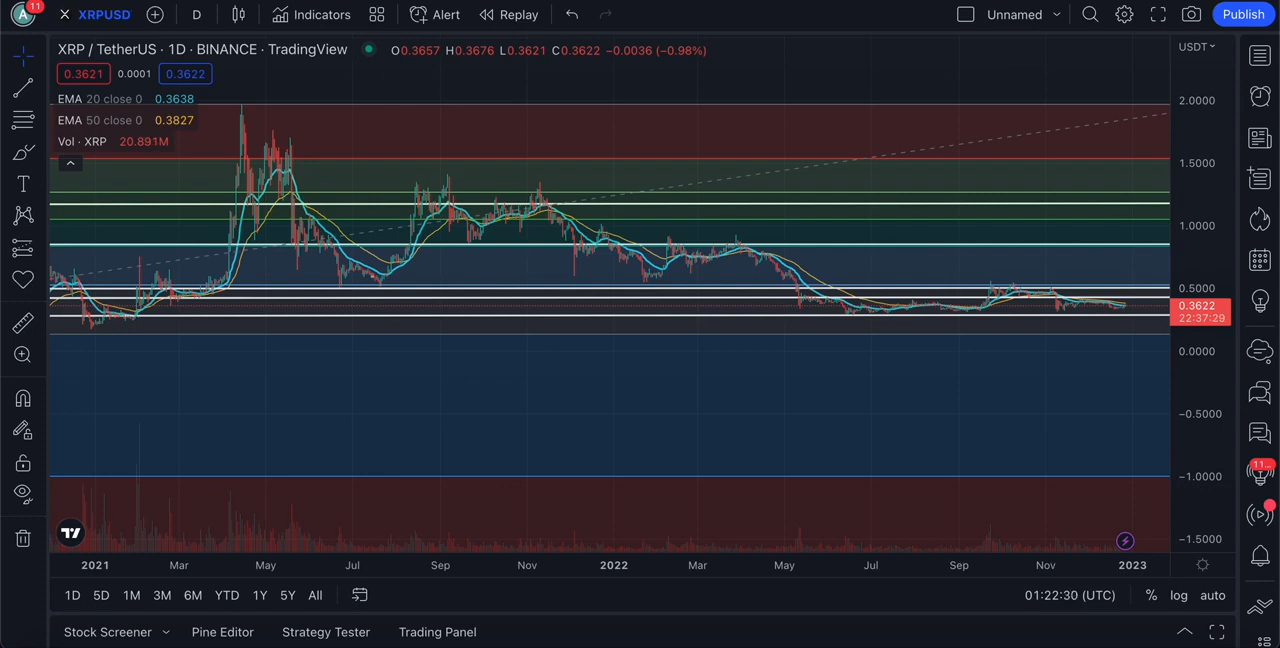 A 11 XRPUSD D Indicators Alert Replay Unnamed Publish
XRP / TetherUS · 1D · BINANCE · TradingView O0.3657 H0.3676 L0.3621 C0.3622 −0.0036 (−0.98%) USDT
0.3621 0.0001 0.3622
EMA 20 close 0 0.3638
EMA 50 close 0 0.3827
Vol · XRP 20.891M
2.0000
1.5000
1.0000
0.5000
0.3622
22:37:29
0.0000
−0.5000
−1.0000
−1.5000
11...
2021 Mar May Jul Sep Nov 2022 Mar May Jul Sep Nov 2023
1D 5D 1M 3M 6M YTD 1Y 5Y All 01:22:30 (UTC) % log auto
Stock Screener Pine Editor Strategy Tester Trading Panel